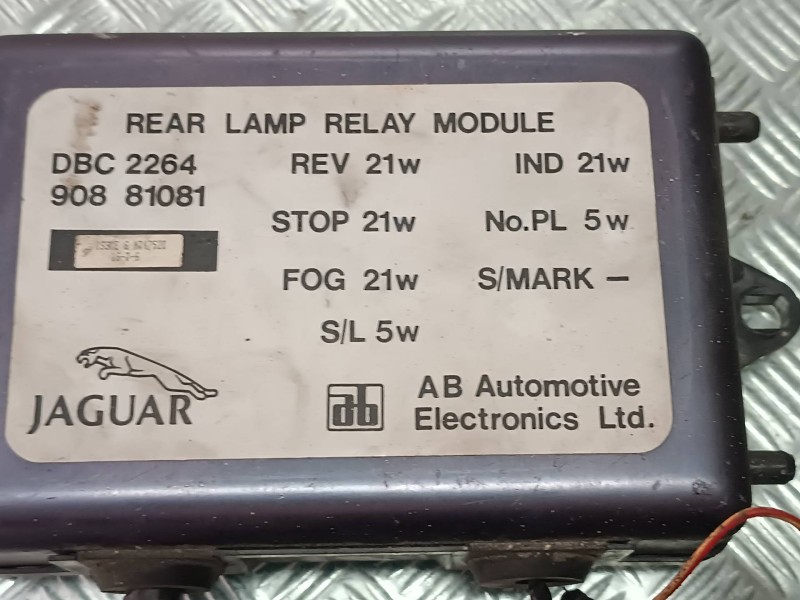 REAR LAMP RELAY MODULE
DBC 2264 REV 21w IND 21w
908 81081
STOP 21w No.PL 5w
FOG 21w S/MARK –
S/L 5w
JAGUAR
ab
AB Automotive
Electronics Ltd.